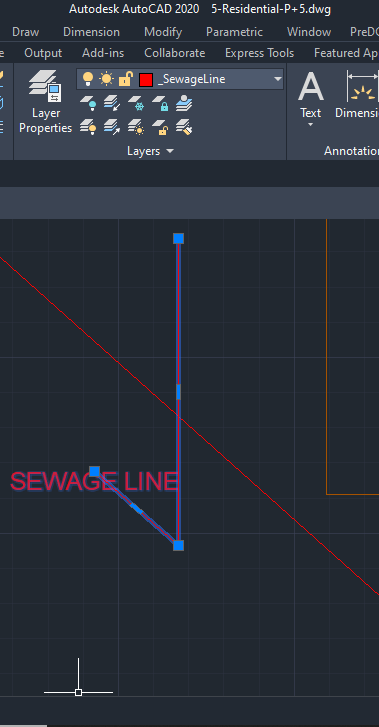 Autodesk AutoCAD 2020 5-Residential-P+5.dwg
Draw Dimension Modify Parametric Window
Output Add-ins Collaborate Express Tools Featured Ap
_SewageLine
Layer
Properties
Text
Dimensi
Layers
Annotation
SEWAGE LINE